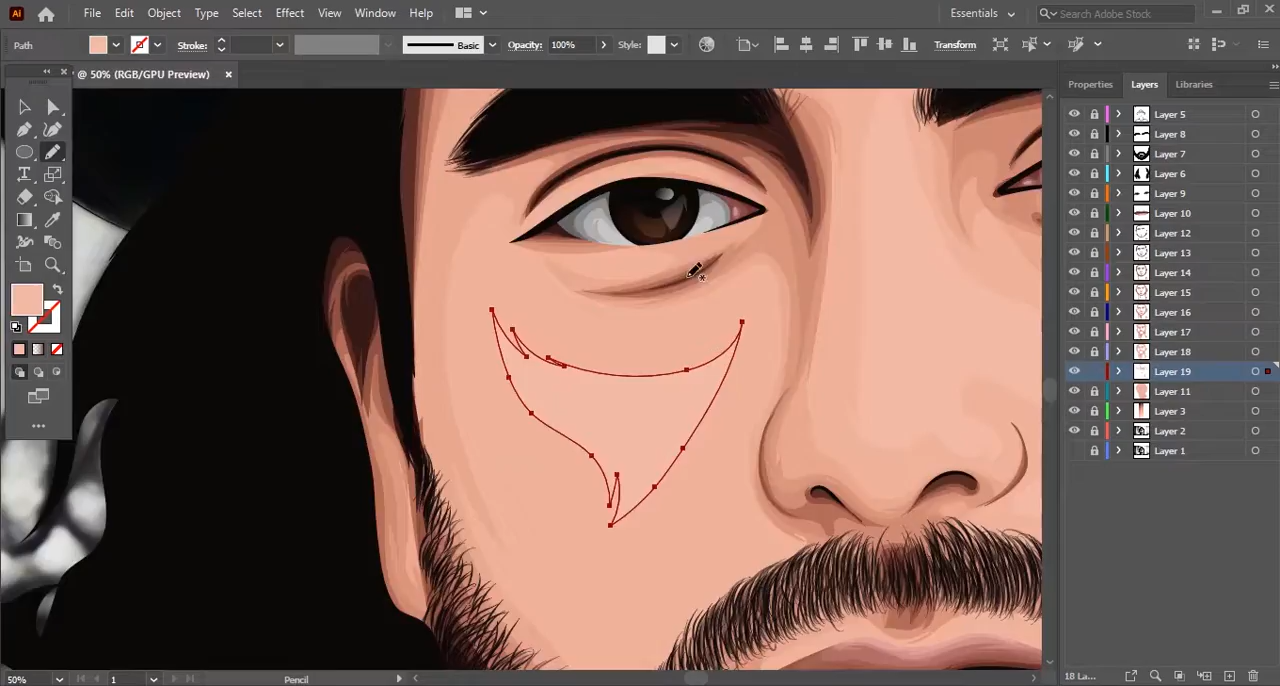 Ai File Edit Object Type Select Effect View Window Help Essentials Search Adobe Stock
Path Stroke: Basic Opacity: 100% Style: Transform
@ 50% (RGB/GPU Preview)
Properties Layers Libraries
Layer 5
Layer 8
Layer 7
Layer 6
Layer 9
Layer 10
Layer 12
Layer 13
Layer 14
Layer 15
Layer 16
Layer 17
Layer 18
Layer 19
Layer 11
Layer 3
Layer 2
Layer 1
50% 1 Pencil 18 La...